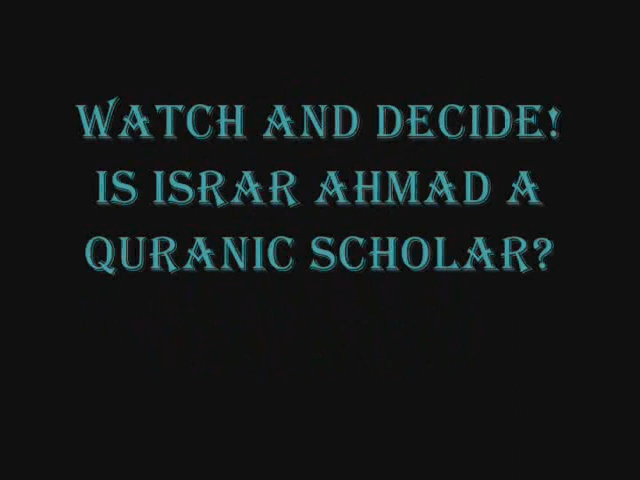 WATCH AND DECIDE!
IS ISRAR AHMAD A
QURANIC SCHOLAR?